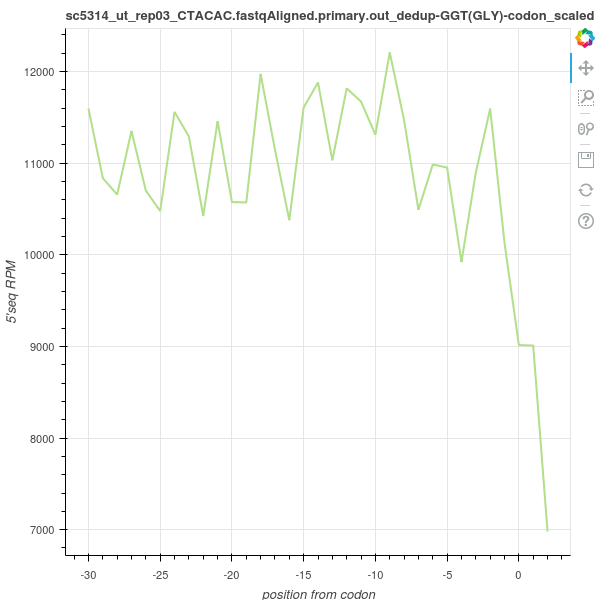 sc5314_ut_rep03_CTACAC.fastqAligned.primary.out_dedup-GGT(GLY)-codon_scaled
12000
11000
10000
9000
8000
7000
5'seq RPM
-30 -25 -20 -15 -10 -5 0
position from codon